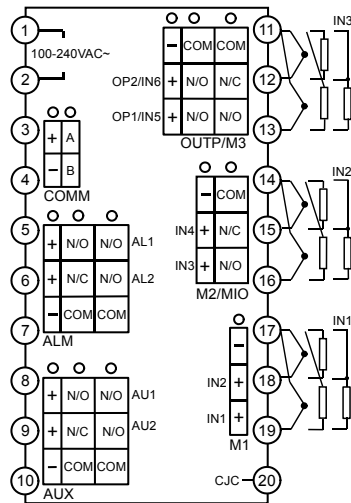 1
100-240VAC~
2
3
+ A
4
− B
COMM
5
+ N/O N/O AL1
6
+ N/C N/O AL2
7
− COM COM
ALM
8
+ N/O N/O AU1
9
+ N/C N/O AU2
10
− COM COM
AUX
− COM COM
11
IN3
OP2/IN6 + N/O N/C
12
OP1/IN5 + N/O N/O
13
OUTP/M3
− COM
14
IN2
IN4 + N/C
15
IN3 + N/O
16
M2/MIO
−
17
IN1
IN2 +
18
IN1 +
19
M1
CJC
20